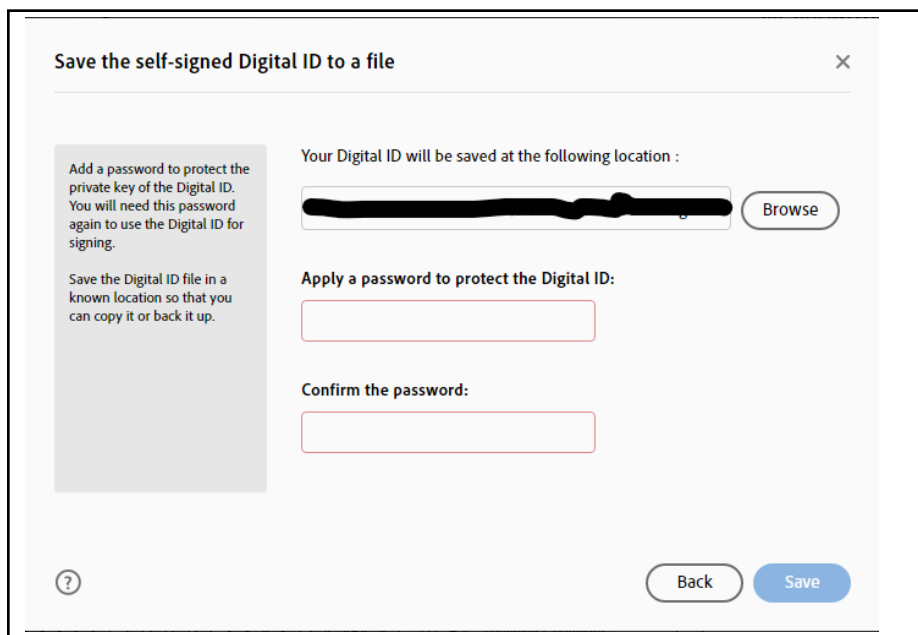 Save the self-signed Digital ID to a file
Add a password to protect the
private key of the Digital ID.
You will need this password
again to use the Digital ID for
signing.
Save the Digital ID file in a
known location so that you
can copy it or back it up.
Your Digital ID will be saved at the following location :
Browse
Apply a password to protect the Digital ID:
Confirm the password:
?
Back
Save